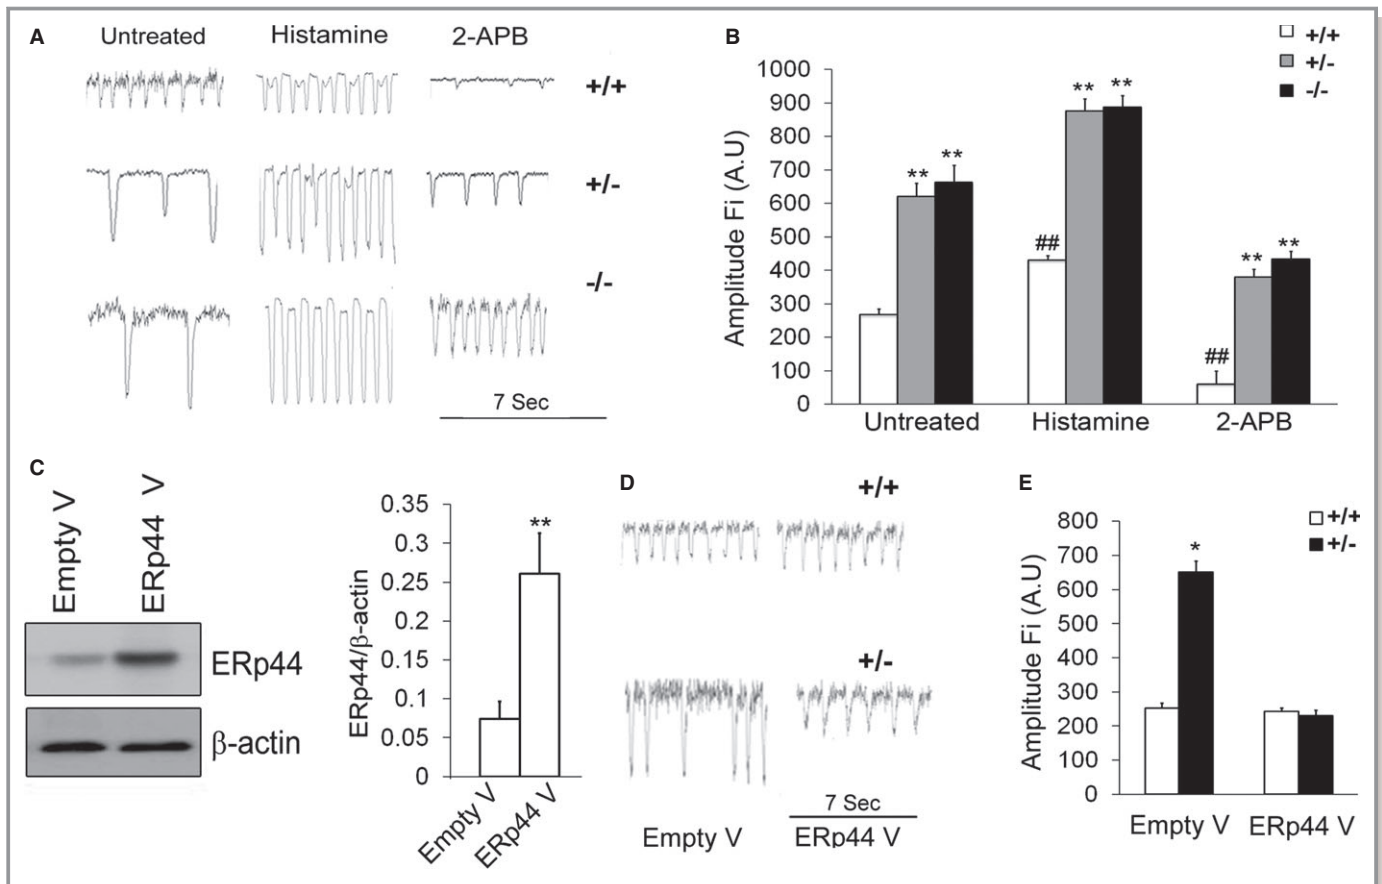 A
Untreated
Histamine
2-APB
+/+
+/-
-/-
7 Sec
B
+/+
+/-
-/-
Amplitude Fi (A.U)
1000
900
800
700
600
500
400
300
200
100
0
** **
** **
** **
##
##
Untreated
Histamine
2-APB
C
Empty V
ERp44 V
ERp44
β-actin
ERp44/β-actin
0.35
0.3
0.25
0.2
0.15
0.1
0.05
0
**
Empty V
ERp44 V
D
+/+
+/-
7 Sec
Empty V
ERp44 V
E
+/+
+/-
Amplitude Fi (A.U)
800
700
600
500
400
300
200
100
0
*
Empty V
ERp44 V